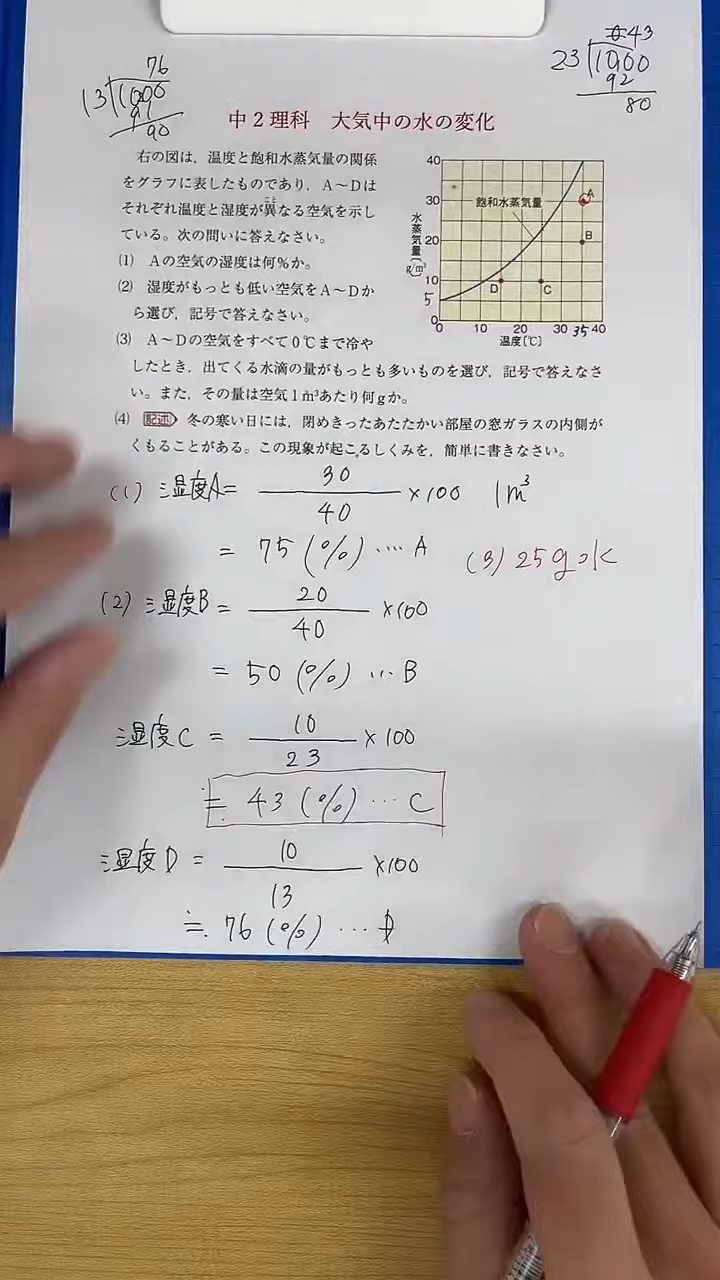 76
13)1000
91
90
43
23)1000
92
80
中2理科 大気中の水の変化
右の図は，温度と飽和水蒸気量の関係
をグラフに表したものであり，A〜Dは
それぞれ温度と湿度が異なる空気を示し
こと
ている。次の問いに答えなさい。
(1) Aの空気の湿度は何%か。
(2) 湿度がもっとも低い空気をA〜Dか
ら選び，記号で答えなさい。
(3) A〜Dの空気をすべて0℃まで冷や
したとき，出てくる水滴の量がもっとも多いものを選び，記号で答えなさ
い。また，その量は空気1m³あたり何gか。
(4) 記述 冬の寒い日には，閉めきったあたたかい部屋の窓ガラスの内側が
くもることがある。この現象が起こるしくみを，簡単に書きなさい。
水蒸気量[g/m³]
40
30
20
10
5
0
飽和水蒸気量
A
B
C
D
0 10 20 30 35 40
温度[℃]
(1) 湿度A= 30/40 ×100 1m³
= 75(%)…A (3)25gok
(2) 湿度B= 20/40 ×100
= 50(%)…B
湿度C = 10/23 ×100
≒ 43(%)…C
湿度D = 10/13 ×100
≒ 76(%)…D